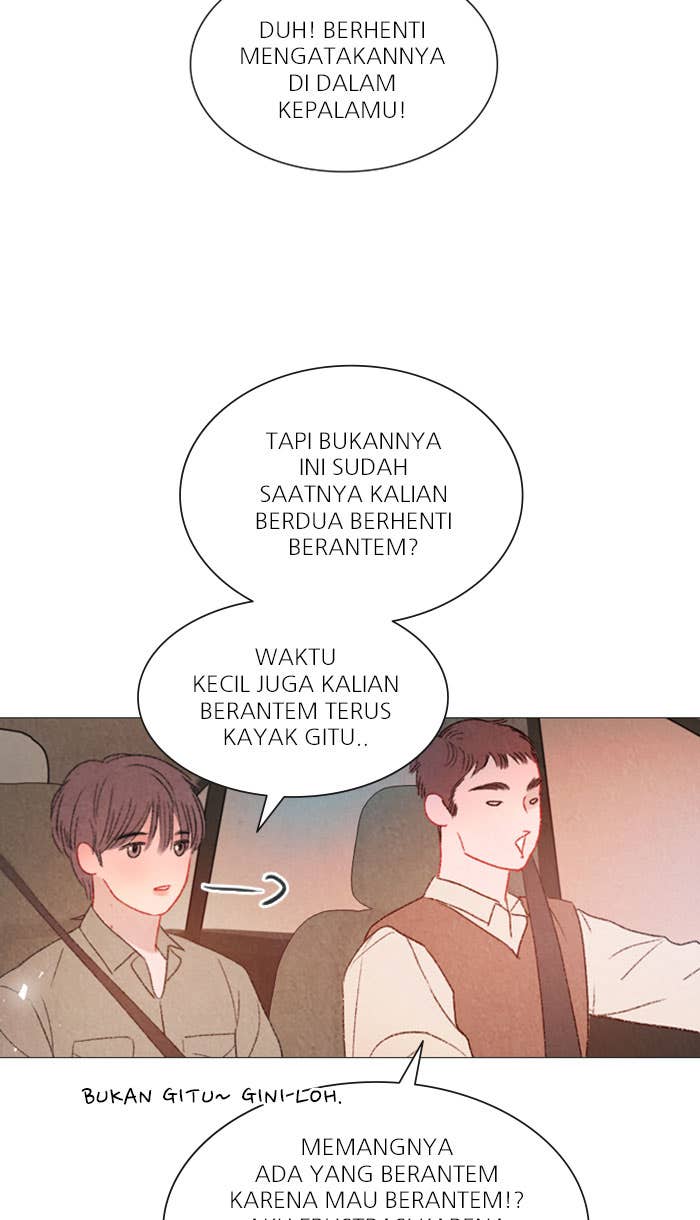 DUH! BERHENTI
MENGATAKANNYA
DI DALAM
KEPALAMU!
TAPI BUKANNYA
INI SUDAH
SAATNYA KALIAN
BERDUA BERHENTI
BERANTEM?
WAKTU
KECIL JUGA KALIAN
BERANTEM TERUS
KAYAK GITU..
BUKAN GITU~ GINI-LOH.
MEMANGNYA
ADA YANG BERANTEM
KARENA MAU BERANTEM!?